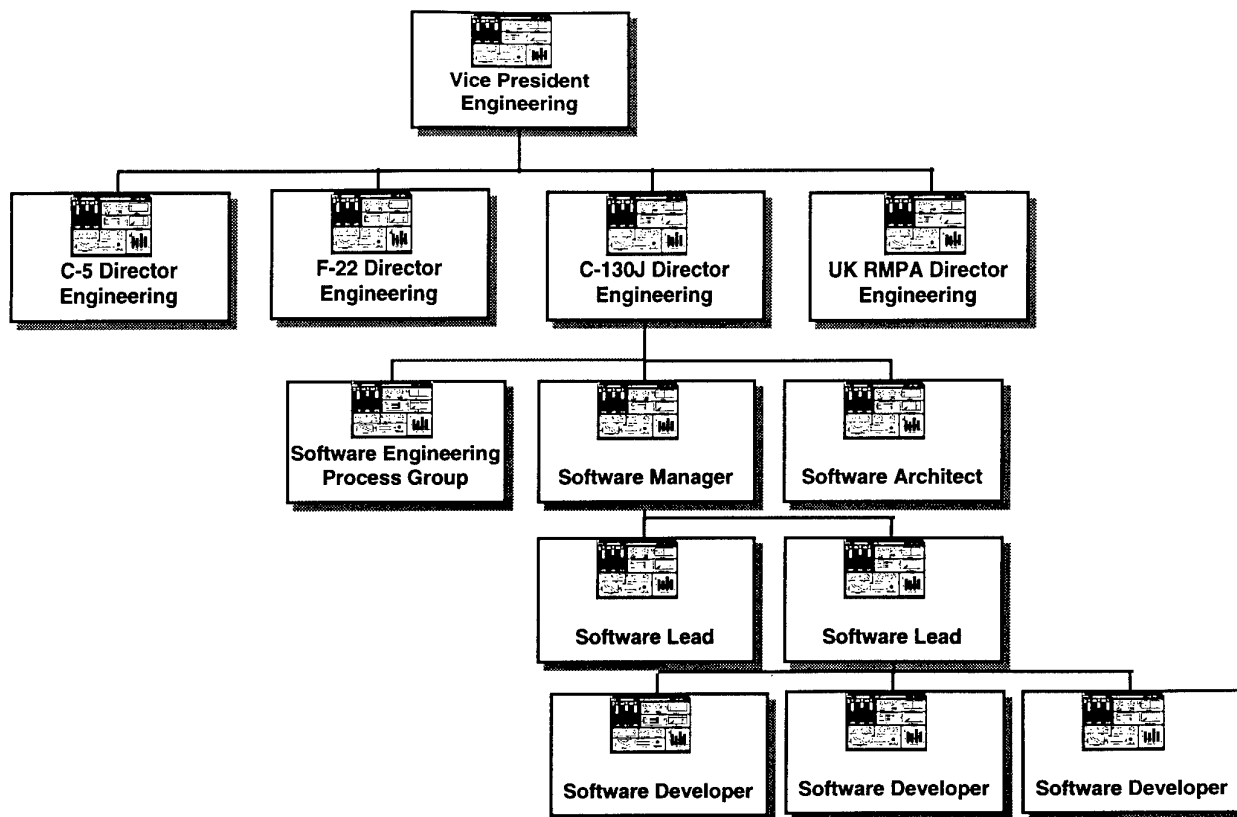 Vice President
Engineering
C-5 Director
Engineering
F-22 Director
Engineering
C-130J Director
Engineering
UK RMPA Director
Engineering
Software Engineering
Process Group
Software Manager
Software Architect
Software Lead
Software Lead
Software Developer
Software Developer
Software Developer